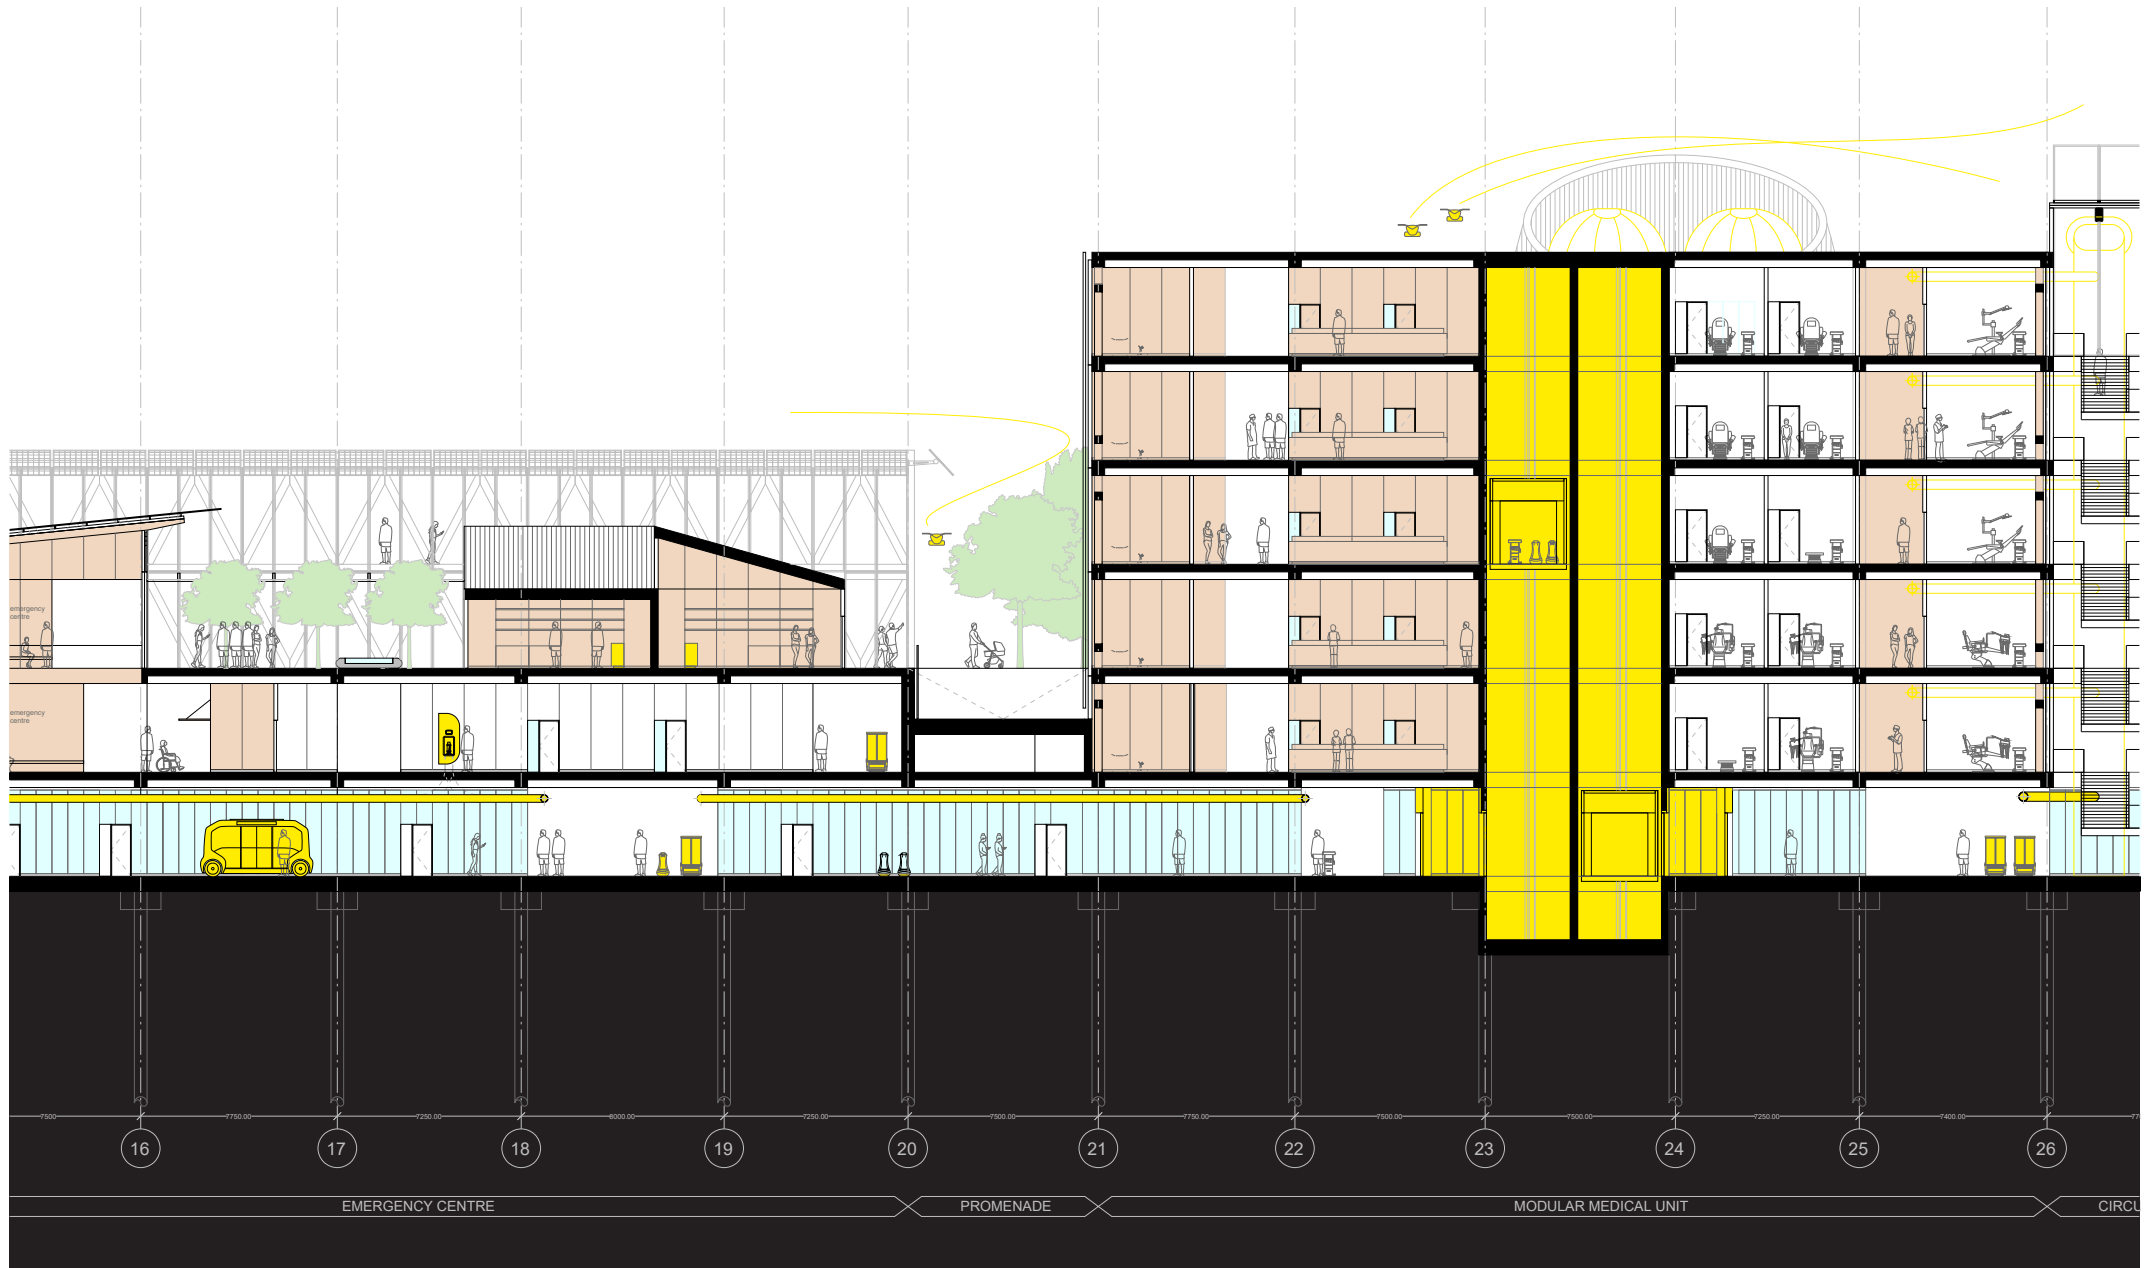 emergency
centre
emergency
centre
7500 7750.00 7250.00 8000.00 7250.00 7500.00 7750.00 7500.00 7500.00 7250.00 7400.00
16 17 18 19 20 21 22 23 24 25 26
EMERGENCY CENTRE PROMENADE MODULAR MEDICAL UNIT CIRCU